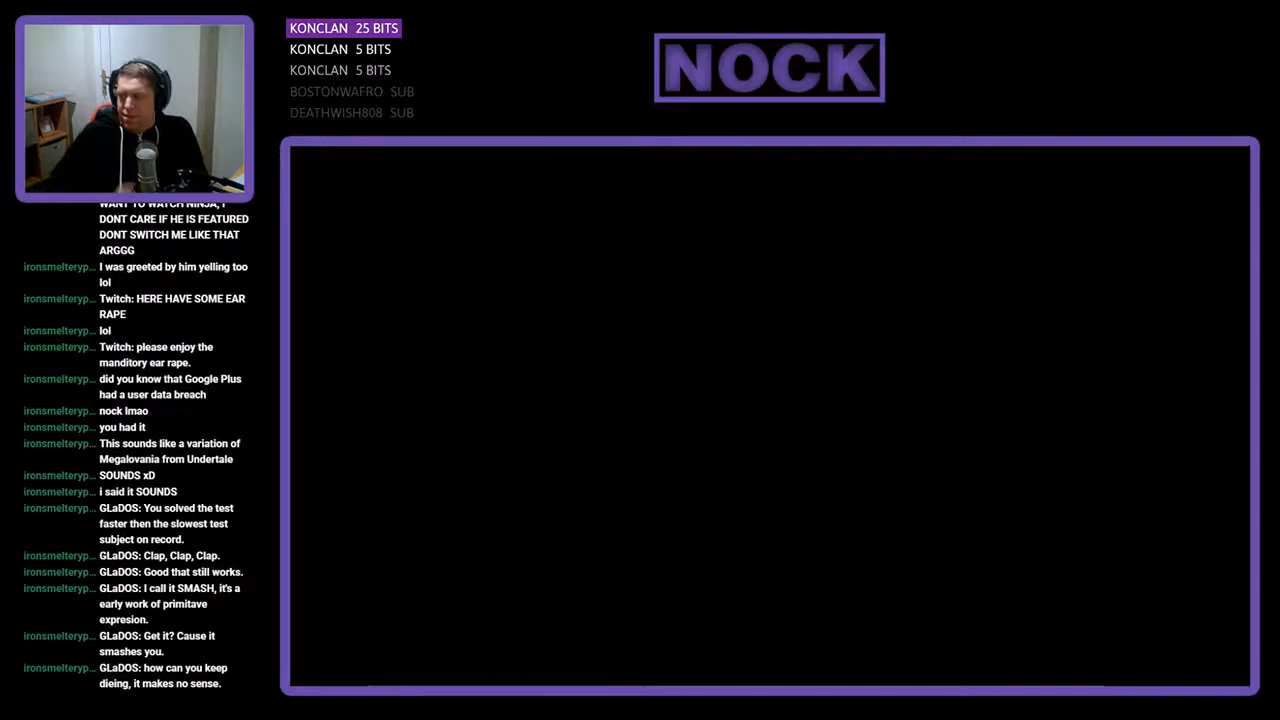 KONCLAN 25 BITS
KONCLAN 5 BITS
KONCLAN 5 BITS
BOSTONWAFRO SUB
DEATHWISH808 SUB
NOCK
WANT TO WATCH NINJA, I
DONT CARE IF HE IS FEATURED
DONT SWITCH ME LIKE THAT
ARGGG
ironsmelteryp... I was greeted by him yelling too
lol
ironsmelteryp... Twitch: HERE HAVE SOME EAR
RAPE
ironsmelteryp... lol
ironsmelteryp... Twitch: please enjoy the
manditory ear rape.
ironsmelteryp... did you know that Google Plus
had a user data breach
ironsmelteryp... nock lmao
ironsmelteryp... you had it
ironsmelteryp... This sounds like a variation of
Megalovania from Undertale
ironsmelteryp... SOUNDS xD
ironsmelteryp... i said it SOUNDS
ironsmelteryp... GLaDOS: You solved the test
faster then the slowest test
subject on record.
ironsmelteryp... GLaDOS: Clap, Clap, Clap.
ironsmelteryp... GLaDOS: Good that still works.
ironsmelteryp... GLaDOS: I call it SMASH, it's a
early work of primitave
expresion.
ironsmelteryp... GLaDOS: Get it? Cause it
smashes you.
ironsmelteryp... GLaDOS: how can you keep
dieing, it makes no sense.